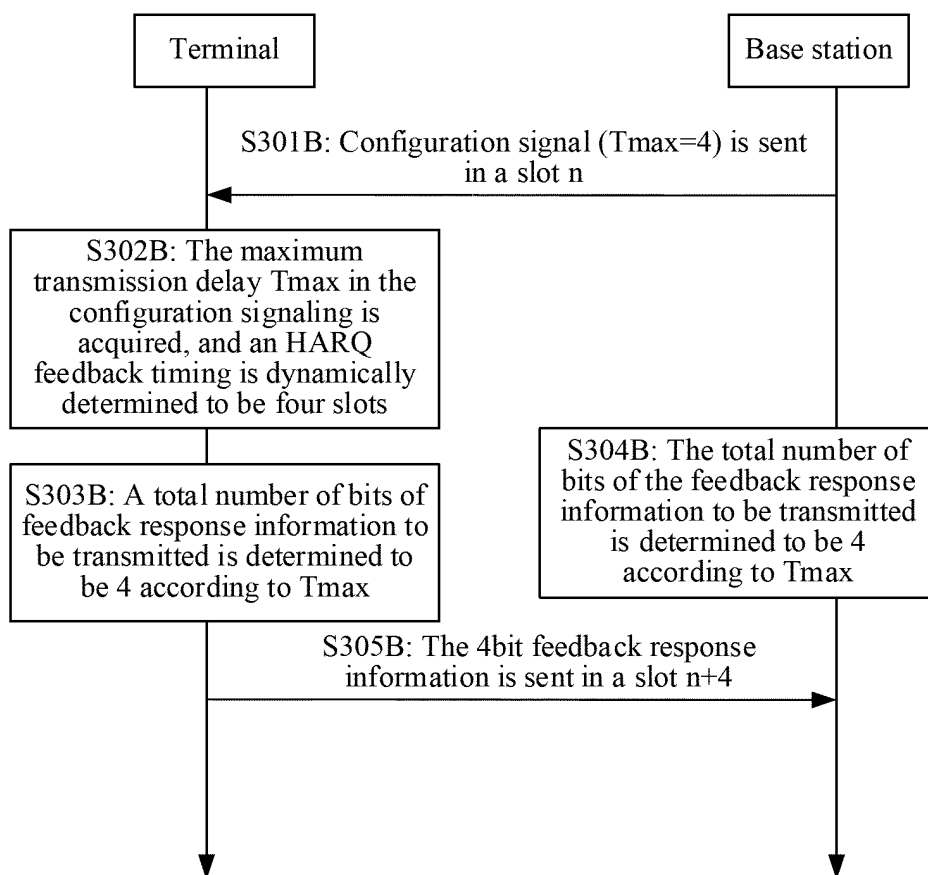 Terminal
Base station
S301B: Configuration signal (Tmax=4) is sent
in a slot n
S302B: The maximum
transmission delay Tmax in the
configuration signaling is
acquired, and an HARQ
feedback timing is dynamically
determined to be four slots
S303B: A total number of bits of
feedback response information to
be transmitted is determined to
be 4 according to Tmax
S304B: The total number of
bits of the feedback response
information to be transmitted
is determined to be 4
according to Tmax
S305B: The 4bit feedback response
information is sent in a slot n+4